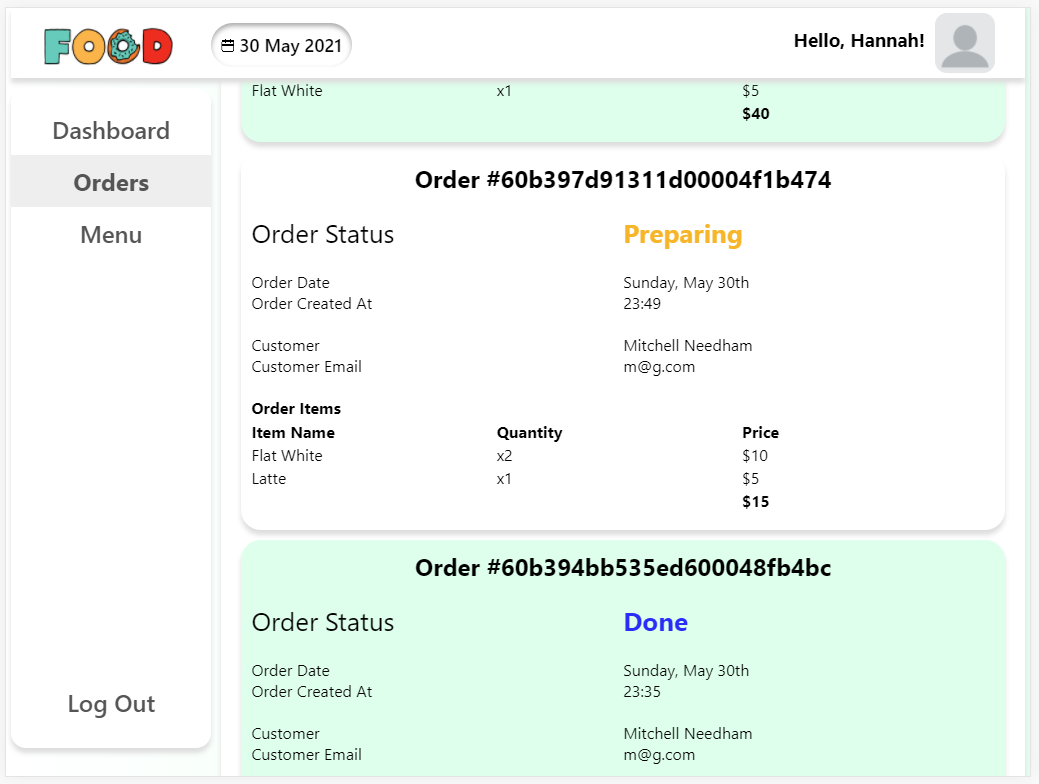 FOOD
30 May 2021
Hello, Hannah!
Dashboard
Orders
Menu
Log Out
Flat White x1 $5
$40
Order #60b397d91311d00004f1b474
Order Status Preparing
Order Date Sunday, May 30th
Order Created At 23:49
Customer Mitchell Needham
Customer Email m@g.com
Order Items
Item Name Quantity Price
Flat White x2 $10
Latte x1 $5
$15
Order #60b394bb535ed600048fb4bc
Order Status Done
Order Date Sunday, May 30th
Order Created At 23:35
Customer Mitchell Needham
Customer Email m@g.com